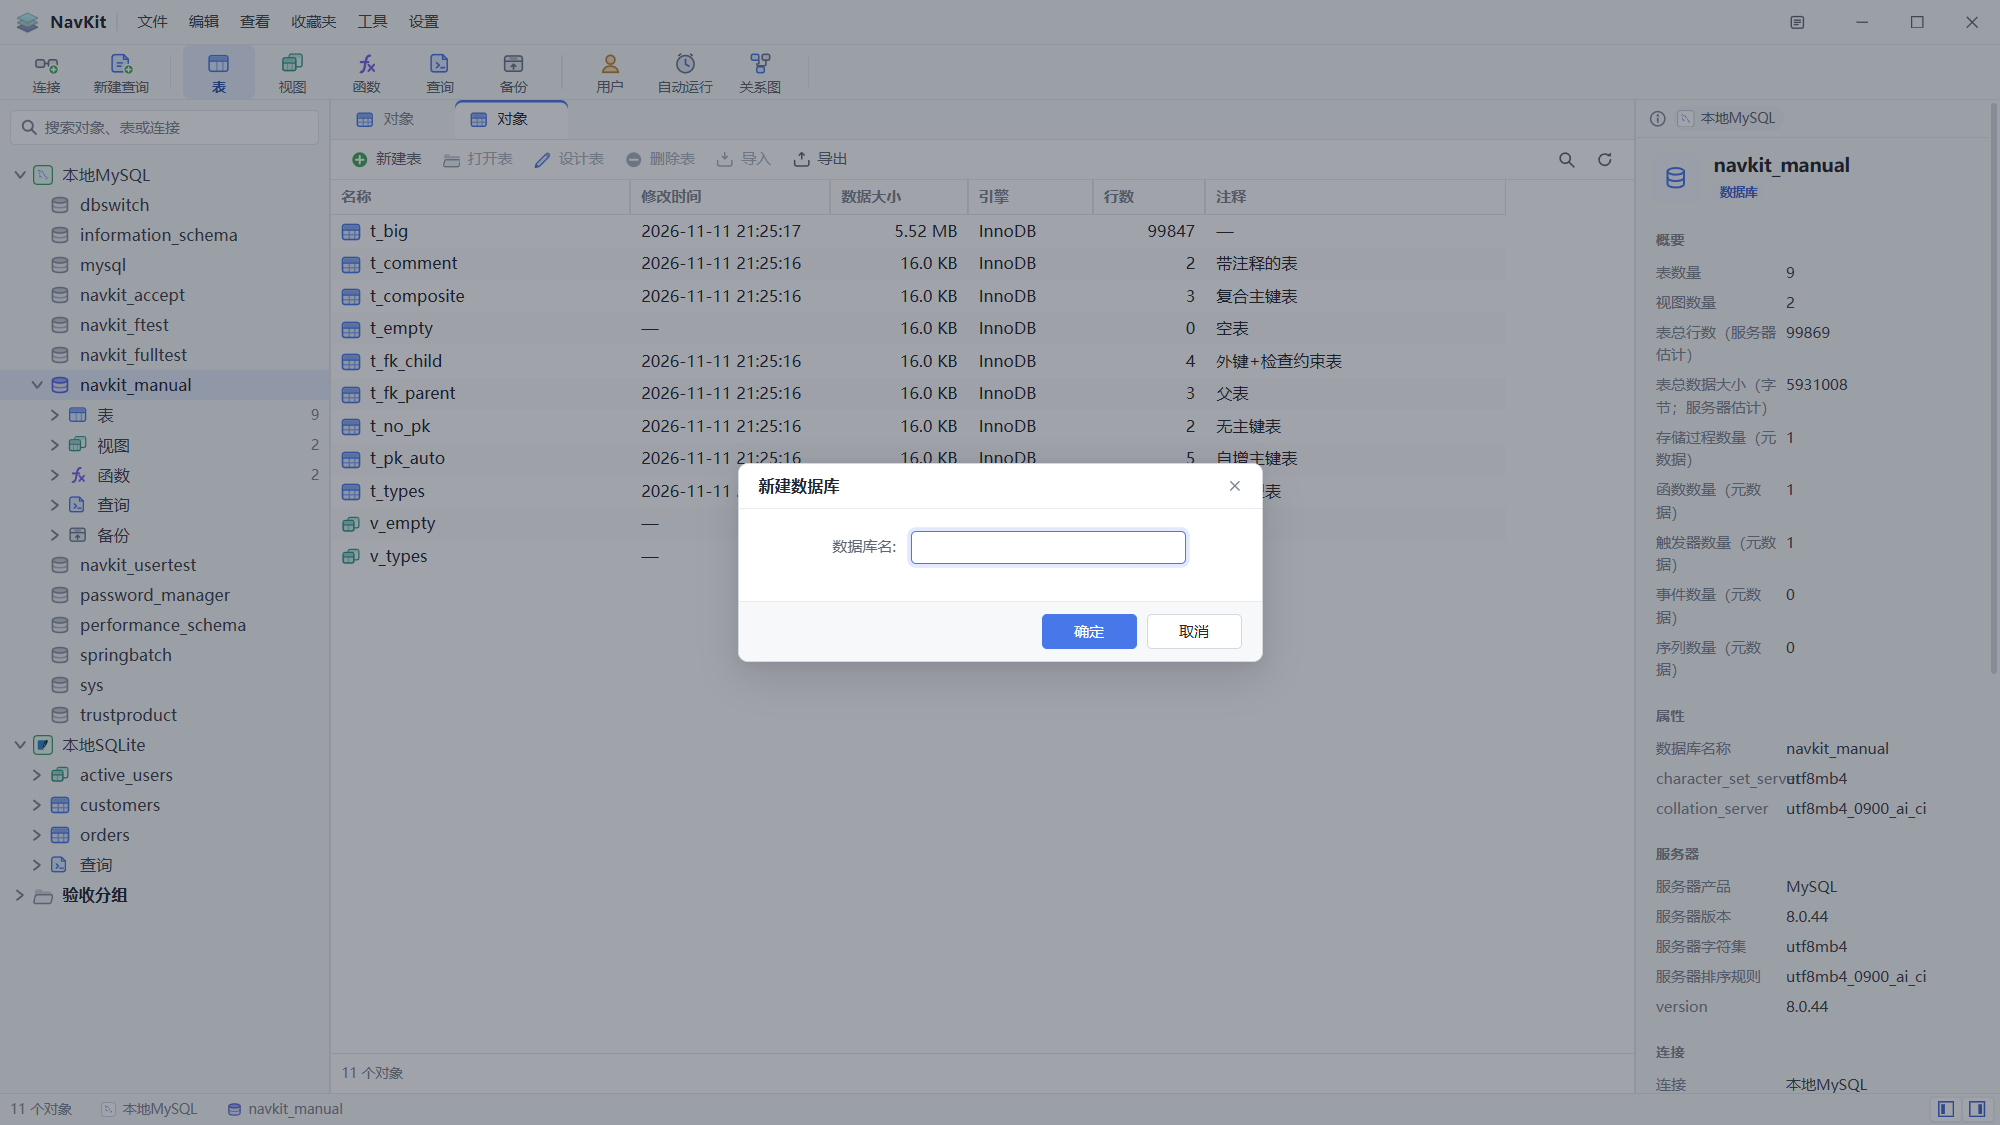 NavKit
文件 编辑 查看 收藏夹 工具 设置
连接 新建查询 表 视图 函数 查询 备份 用户 自动运行 关系图
搜索对象、表或连接
本地MySQL
dbswitch
information_schema
mysql
navkit_accept
navkit_ftest
navkit_fulltest
navkit_manual
表 9
视图 2
函数 2
查询
备份
navkit_usertest
password_manager
performance_schema
springbatch
sys
trustproduct
本地SQLite
active_users
customers
orders
查询
验收分组
对象 对象
新建表 打开表 设计表 删除表 导入 导出
名称 修改时间 数据大小 引擎 行数 注释
t_big 2026-11-11 21:25:17 5.52 MB InnoDB 99847 —
t_comment 2026-11-11 21:25:16 16.0 KB InnoDB 2 带注释的表
t_composite 2026-11-11 21:25:16 16.0 KB InnoDB 3 复合主键表
t_empty — 16.0 KB InnoDB 0 空表
t_fk_child 2026-11-11 21:25:16 16.0 KB InnoDB 4 外键+检查约束表
t_fk_parent 2026-11-11 21:25:16 16.0 KB InnoDB 3 父表
t_no_pk 2026-11-11 21:25:16 16.0 KB InnoDB 2 无主键表
t_pk_auto 2026-11-11 21:25:16 16.0 KB InnoDB 5 自增主键表
t_types 2026-11-11 表
v_empty —
v_types —
新建数据库
数据库名:
确定 取消
11 个对象
本地MySQL
navkit_manual
数据库
概要
表数量 9
视图数量 2
表总行数（服务器 99869
估计）
表总数据大小（字 5931008
节；服务器估计）
存储过程数量（元 1
数据）
函数数量（元数 1
据）
触发器数量（元数 1
据）
事件数量（元数 0
据）
序列数量（元数 0
据）
属性
数据库名称 navkit_manual
character_set_serv utf8mb4
collation_server utf8mb4_0900_ai_ci
服务器
服务器产品 MySQL
服务器版本 8.0.44
服务器字符集 utf8mb4
服务器排序规则 utf8mb4_0900_ai_ci
version 8.0.44
连接
连接 本地MySQL
11 个对象 本地MySQL navkit_manual